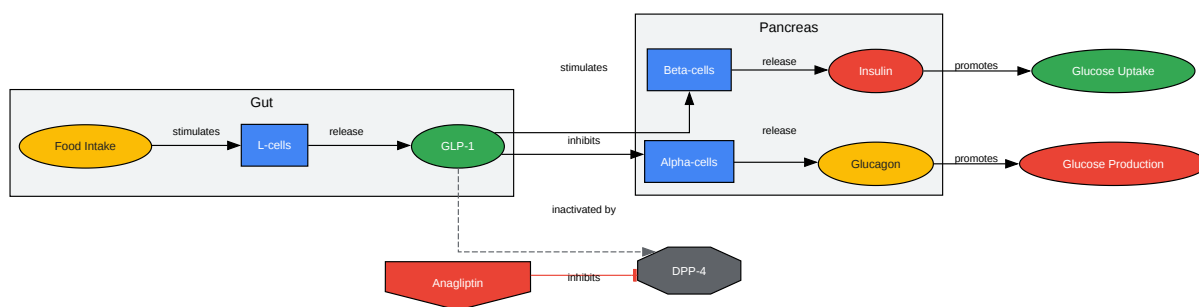 Pancreas
stimulates
Beta-cells
release
Insulin
promotes
Glucose Uptake
Gut
Food Intake
stimulates
L-cells
release
GLP-1
inhibits
Alpha-cells
release
Glucagon
promotes
Glucose Production
inactivated by
Anagliptin
inhibits
DPP-4